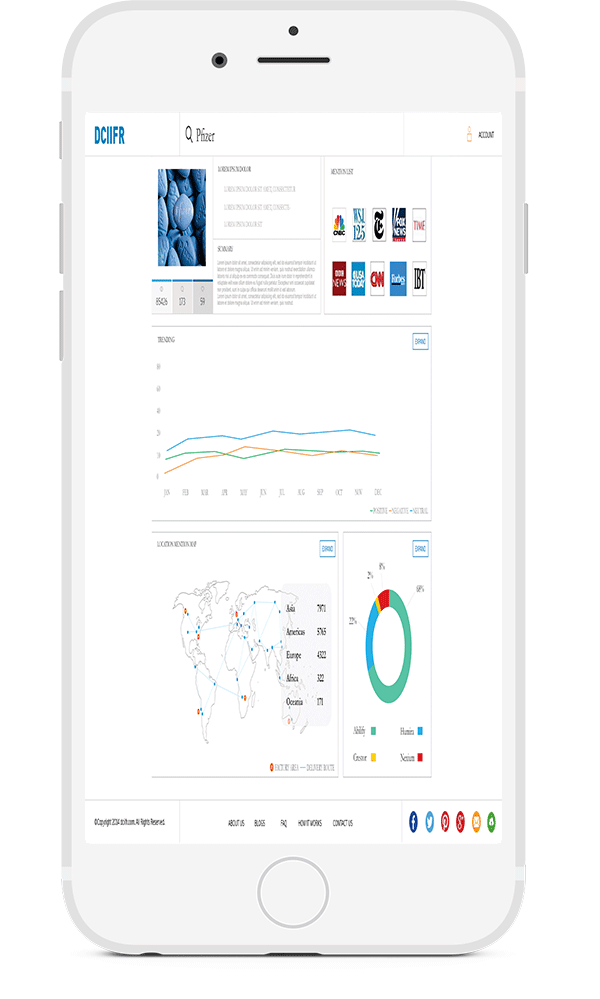 DCIIFR
Pfizer
ACCOUNT
LOREM IPSUM DOLOR
LOREM IPSUM DOLOR SIT AMET, CONSECTETUR
LOREM IPSUM DOLOR SIT AMET, CONSECTE
LOREM IPSUM DOLOR SIT
MENTION LIST
CNBC
WSJ
125
FOX
NEWS
TIME
BBC
NEWS
USA
TODAY
CNN
Forbes
IBT
85426
173
59
SUMMARY
TRENDING
EXPAND
80
60
40
20
10
0
JAN FEB MAR APR MAY JUN JUL AUG SEP OCT NOV DEC
POSITIVE NEGATIVE NEUTRAL
LOCATION MENTION MAP
EXPAND
Asia 7971
Americas 5765
Europe 4322
Africa 322
Oceania 171
FACTORY AREA DELIVERY ROUTE
EXPAND
8%
2%
68%
22%
Abilify Humira
Crestor Nexium
©Copyright 2014 dciifr.com. All Rights Reserved.
ABOUT US BLOGS FAQ HOW IT WORKS CONTACT US